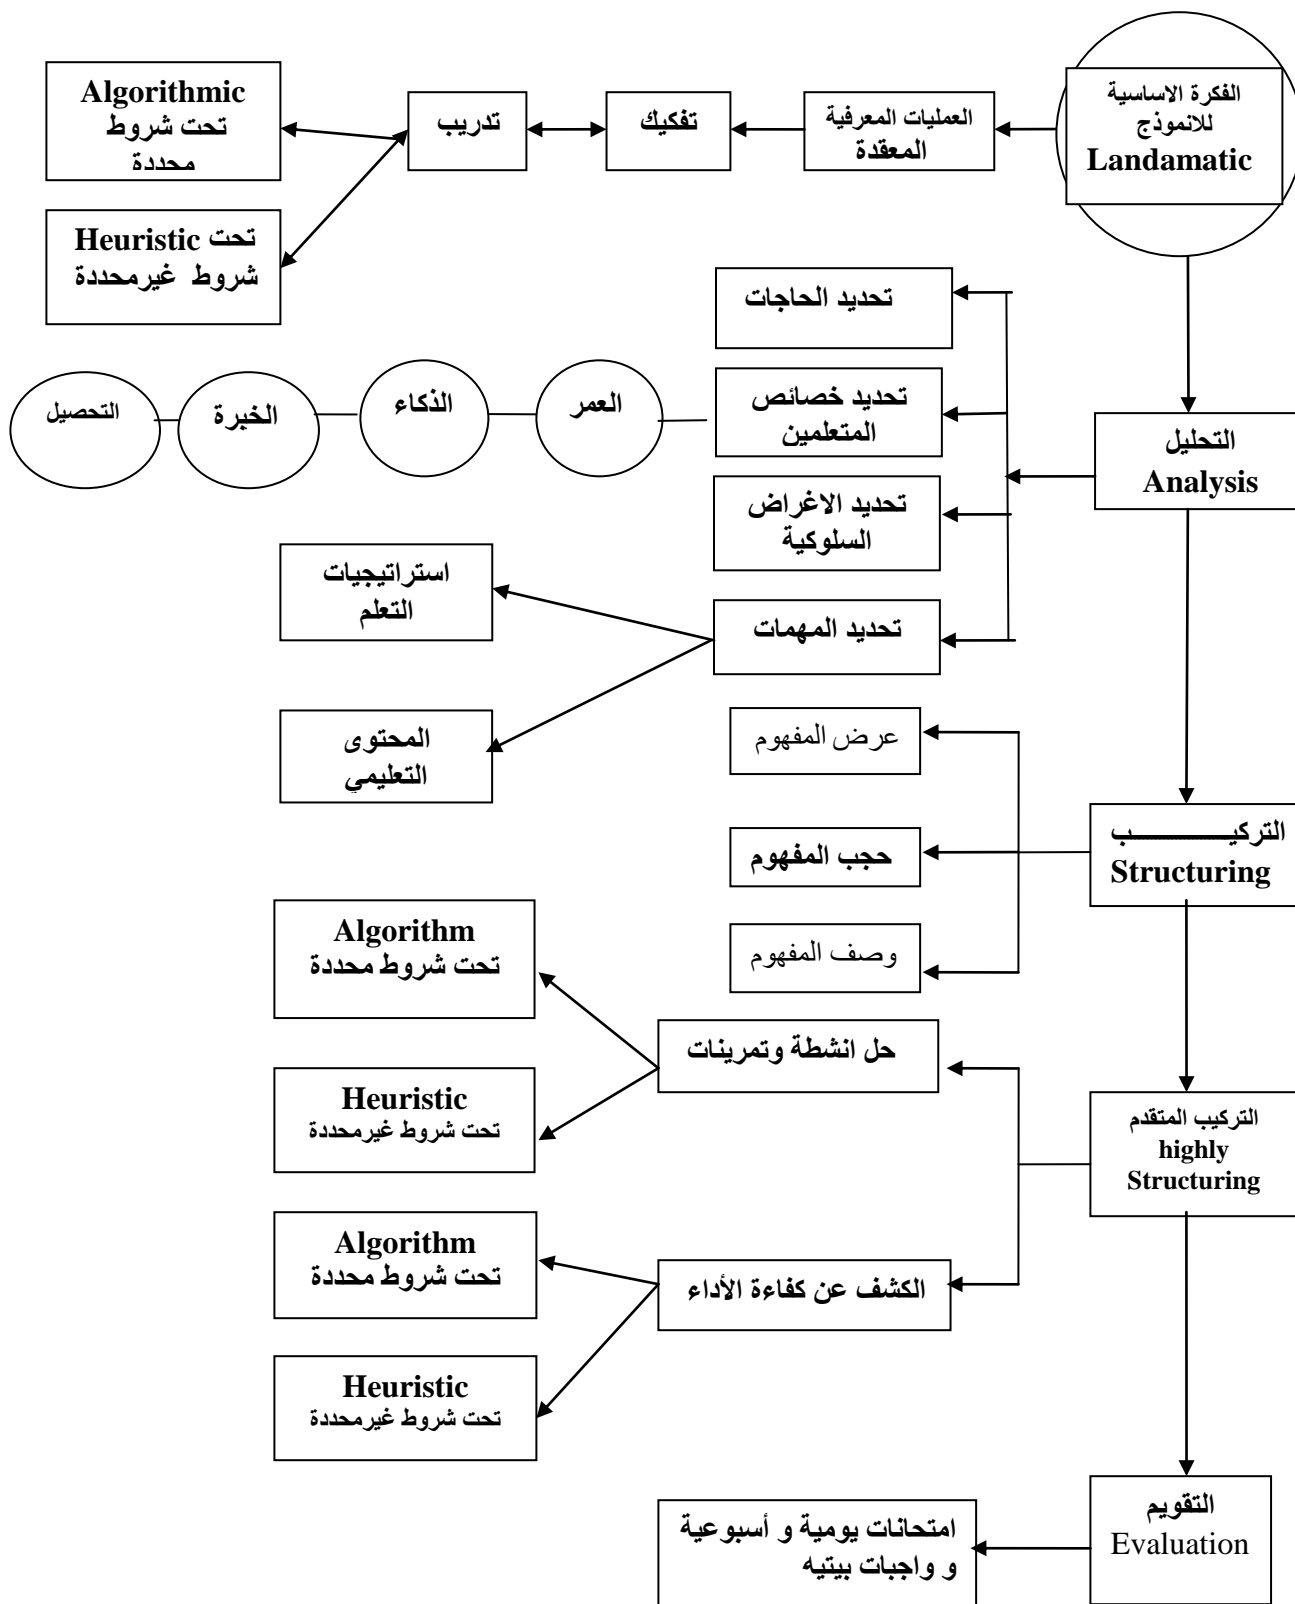 الفكرة الاساسية
للانموذج
Landamatic
العمليات المعرفية
المعقدة
تفكيك
تدريب
Algorithmic
تحت شروط
محددة
Heuristic تحت
شروط غيرمحددة
التحليل
Analysis
تحديد الحاجات
تحديد خصائص
المتعلمين
العمر
الذكاء
الخبرة
التحصيل
تحديد الاغراض
السلوكية
تحديد المهمات
استراتيجيات
التعلم
المحتوى
التعليمي
التركيـــــــــــب
Structuring
عرض المفهوم
حجب المفهوم
وصف المفهوم
التركيب المتقدم
highly
Structuring
حل انشطة وتمرينات
Algorithm
تحت شروط محددة
Heuristic
تحت شروط غيرمحددة
الكشف عن كفاءة الأداء
Algorithm
تحت شروط محددة
Heuristic
تحت شروط غيرمحددة
التقويم
Evaluation
امتحانات يومية و أسبوعية
و واجبات بيتيه